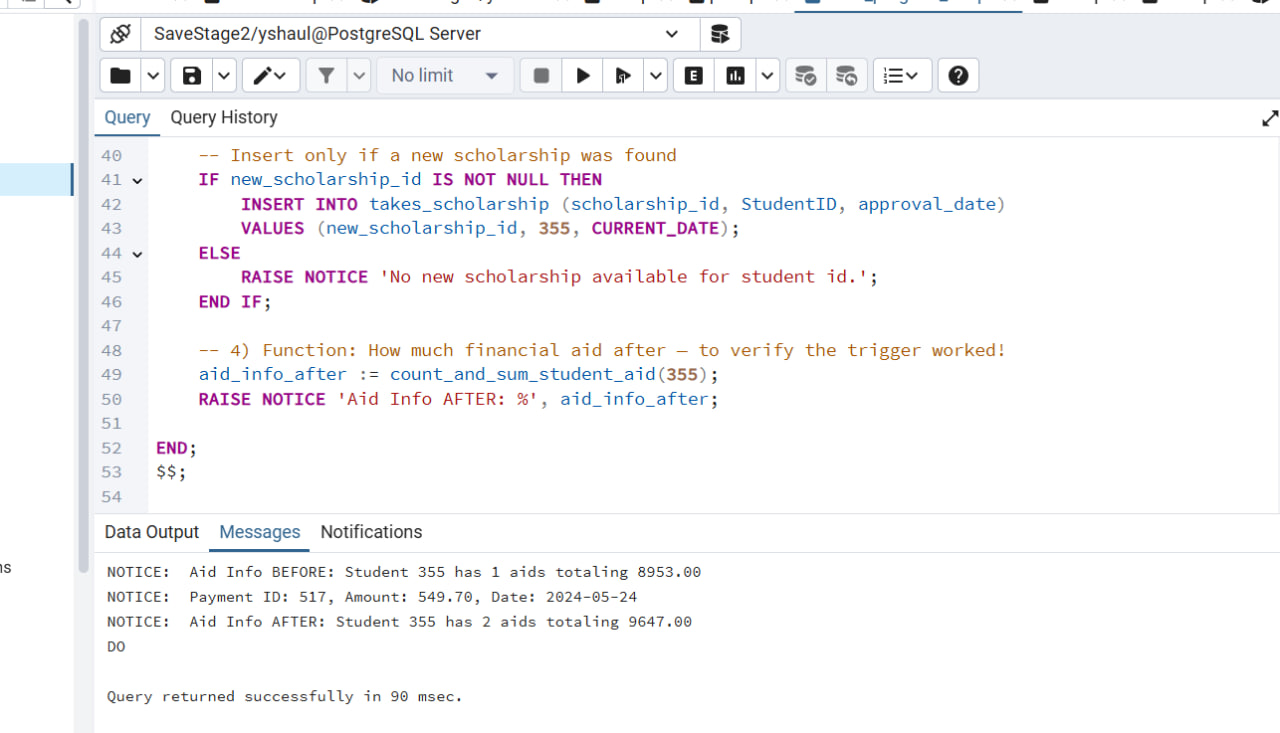 SaveStage2/yshaul@PostgreSQL Server
No limit
E
Query Query History
40 -- Insert only if a new scholarship was found
41 IF new_scholarship_id IS NOT NULL THEN
42 INSERT INTO takes_scholarship (scholarship_id, StudentID, approval_date)
43 VALUES (new_scholarship_id, 355, CURRENT_DATE);
44 ELSE
45 RAISE NOTICE 'No new scholarship available for student id.';
46 END IF;
47
48 -- 4) Function: How much financial aid after – to verify the trigger worked!
49 aid_info_after := count_and_sum_student_aid(355);
50 RAISE NOTICE 'Aid Info AFTER: %', aid_info_after;
51
52 END;
53 $$;
54
Data Output Messages Notifications
ns
NOTICE: Aid Info BEFORE: Student 355 has 1 aids totaling 8953.00
NOTICE: Payment ID: 517, Amount: 549.70, Date: 2024-05-24
NOTICE: Aid Info AFTER: Student 355 has 2 aids totaling 9647.00
DO
Query returned successfully in 90 msec.